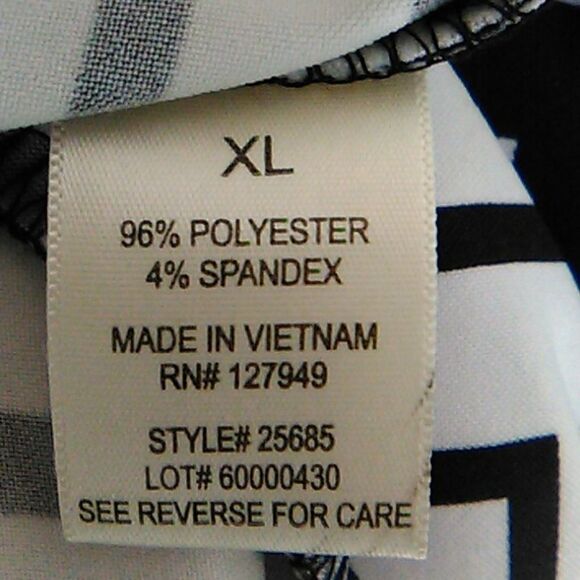 XL
96% POLYESTER
4% SPANDEX
MADE IN VIETNAM
RN# 127949
STYLE# 25685
LOT# 60000430
SEE REVERSE FOR CARE